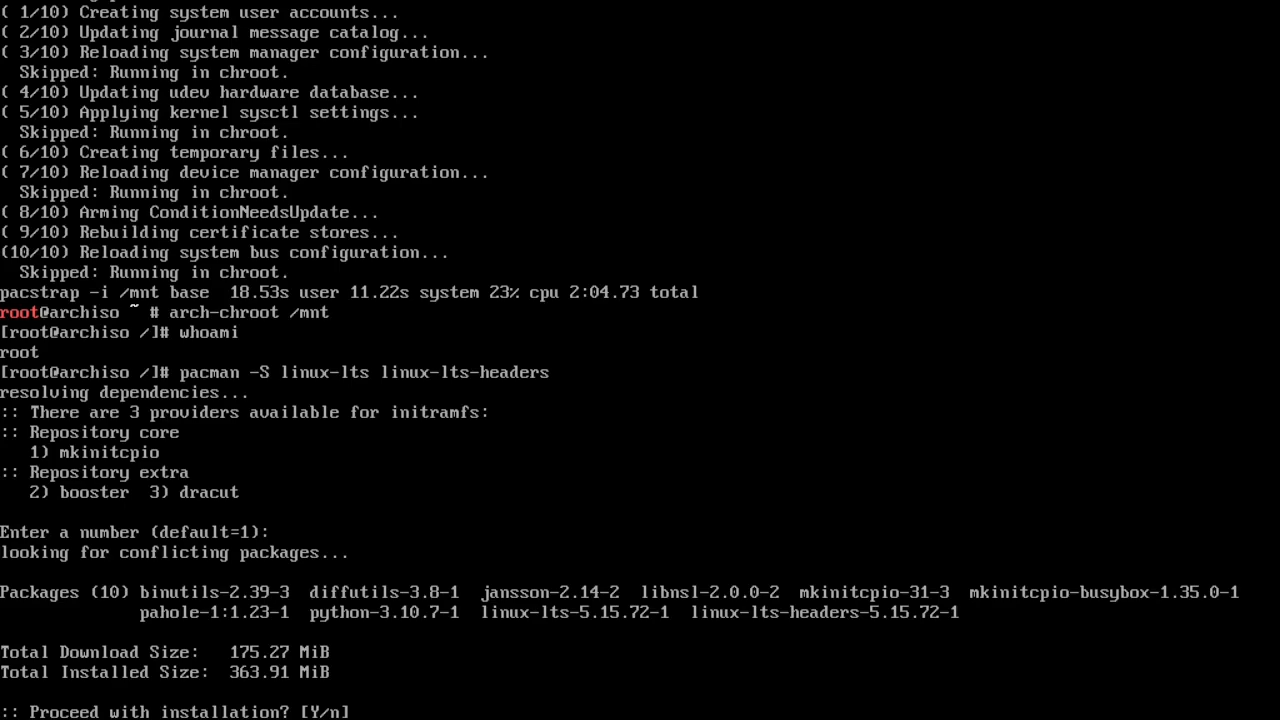 ( 1/10) Creating system user accounts...
( 2/10) Updating journal message catalog...
( 3/10) Reloading system manager configuration...
  Skipped: Running in chroot.
( 4/10) Updating udev hardware database...
( 5/10) Applying kernel sysctl settings...
  Skipped: Running in chroot.
( 6/10) Creating temporary files...
( 7/10) Reloading device manager configuration...
  Skipped: Running in chroot.
( 8/10) Arming ConditionNeedsUpdate...
( 9/10) Rebuilding certificate stores...
(10/10) Reloading system bus configuration...
  Skipped: Running in chroot.
pacstrap -i /mnt base  18.53s user 11.22s system 23% cpu 2:04.73 total
root@archiso ~ # arch-chroot /mnt
[root@archiso /]# whoami
root
[root@archiso /]# pacman -S linux-lts linux-lts-headers
resolving dependencies...
:: There are 3 providers available for initramfs:
:: Repository core
   1) mkinitcpio
:: Repository extra
   2) booster  3) dracut
Enter a number (default=1):
looking for conflicting packages...
Packages (10) binutils-2.39-3  diffutils-3.8-1  jansson-2.14-2  libnsl-2.0.0-2  mkinitcpio-31-3  mkinitcpio-busybox-1.35.0-1
              pahole-1:1.23-1  python-3.10.7-1  linux-lts-5.15.72-1  linux-lts-headers-5.15.72-1
Total Download Size:   175.27 MiB
Total Installed Size:  363.91 MiB
:: Proceed with installation? [Y/n]